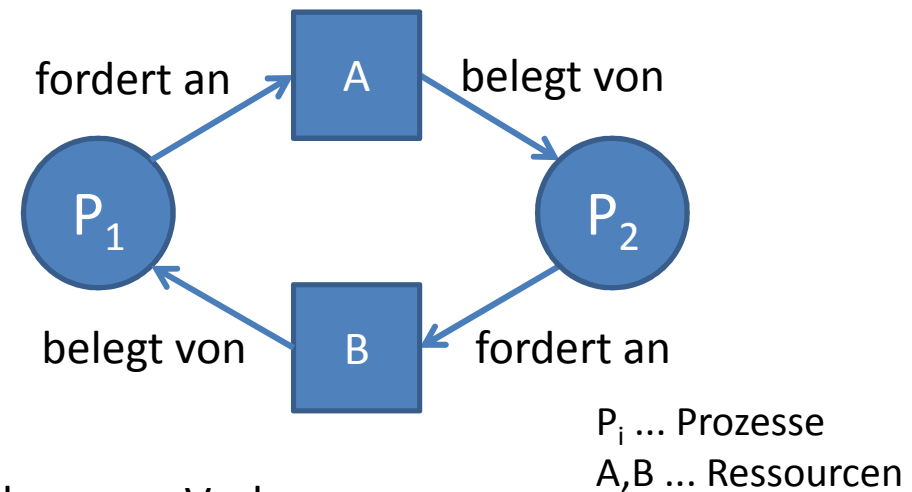 fordert an
A
belegt von
P1
P2
belegt von
B
fordert an
Pi ... Prozesse
A,B ... Ressourcen